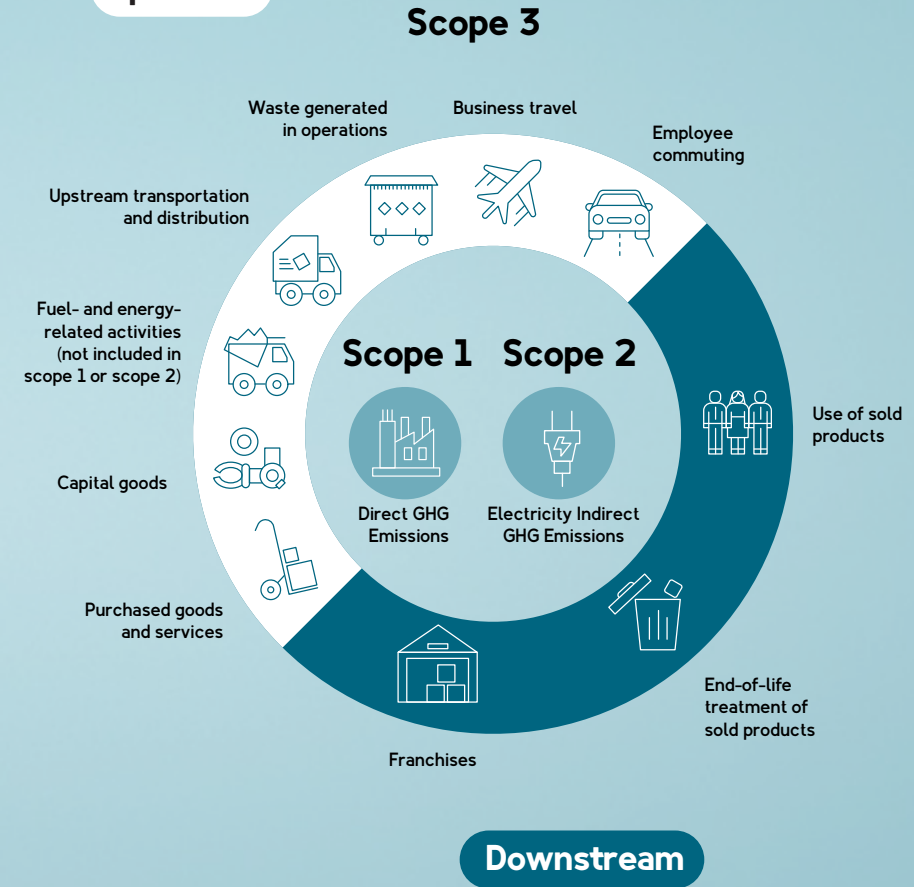 Scope 3
Waste generated
in operations
Business travel
Employee
commuting
Upstream transportation
and distribution
Fuel- and energy-
related activities
(not included in
scope 1 or scope 2)
Capital goods
Purchased goods
and services
Scope 1
Direct GHG
Emissions
Scope 2
Electricity Indirect
GHG Emissions
Use of sold
products
End-of-life
treatment of
sold products
Franchises
Downstream